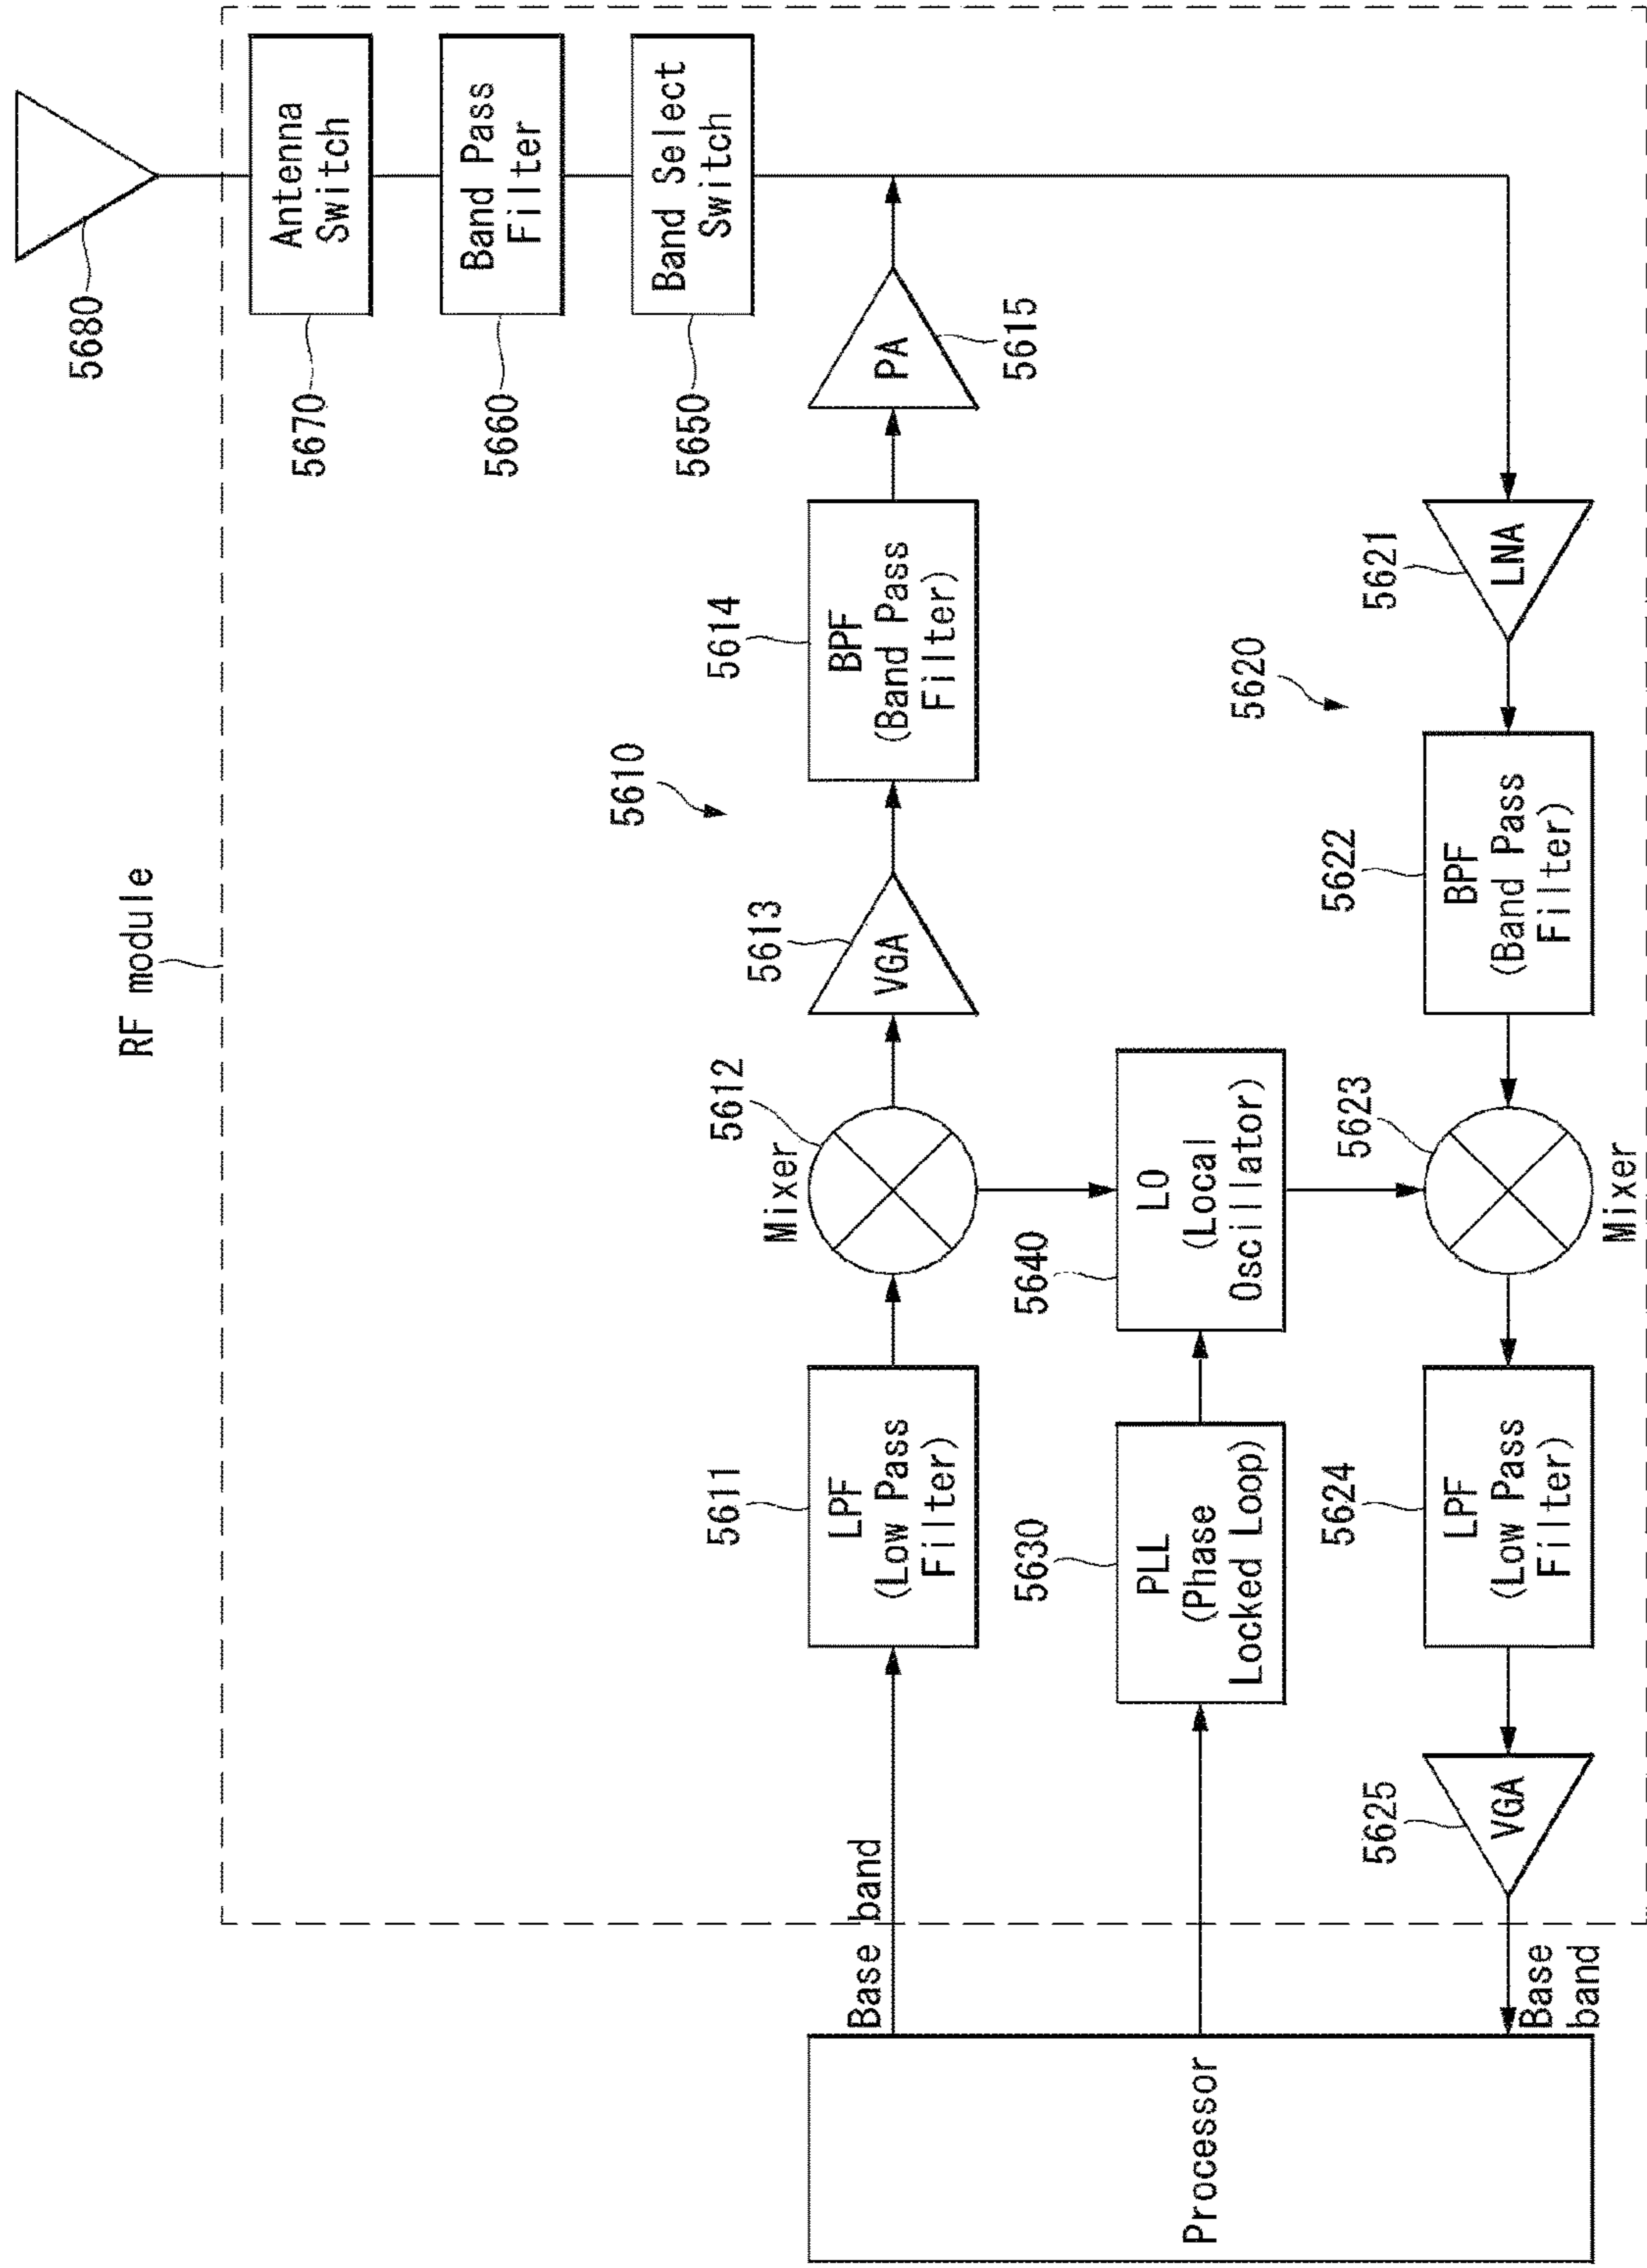 RF module
5680
Antenna
Switch
5670
Band Pass
Filter
5660
Band Select
Switch
5650
Processor
Base band
5611
LPF
(Low Pass
Filter)
Mixer
5612
5613
VGA
5610
5614
BPF
(Band Pass
Filter)
PA
5615
5630
PLL
(Phase
Locked Loop)
5640
LO
(Local
Oscillator)
5620
5621
LNA
5622
BPF
(Band Pass
Filter)
5623
Mixer
5624
LPF
(Low Pass
Filter)
5625
VGA
Base
band